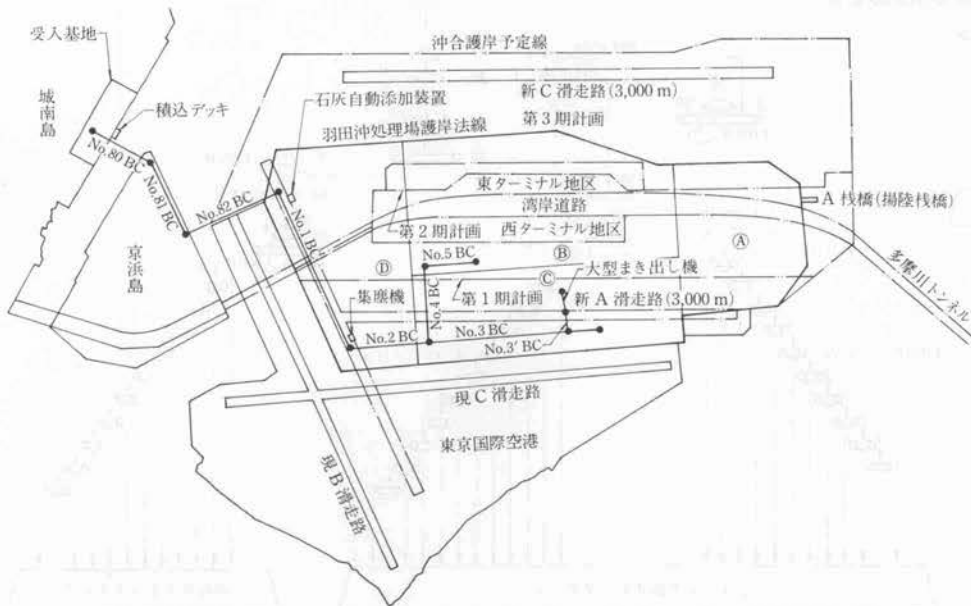 沖合護岸予定線
受入基地
新C滑走路(3,000 m)
石灰自動添加装置
第3期計画
城南島
積込デッキ
羽田沖処理場護岸法線
No.80 BC
No.81 BC
No.82 BC
No.1 BC
東ターミナル地区
湾岸道路
A 桟橋(揚陸桟橋)
第2期計画
西ターミナル地区
京浜島
No.5 BC
Ⓑ
Ⓐ
Ⓓ
Ⓒ
大型まき出し機
多摩川トンネル
集塵機
No.4 BC
第1期計画
新A滑走路(3,000 m)
No.2 BC
No.3 BC
No.3′ BC
現C滑走路
東京国際空港
現B滑走路